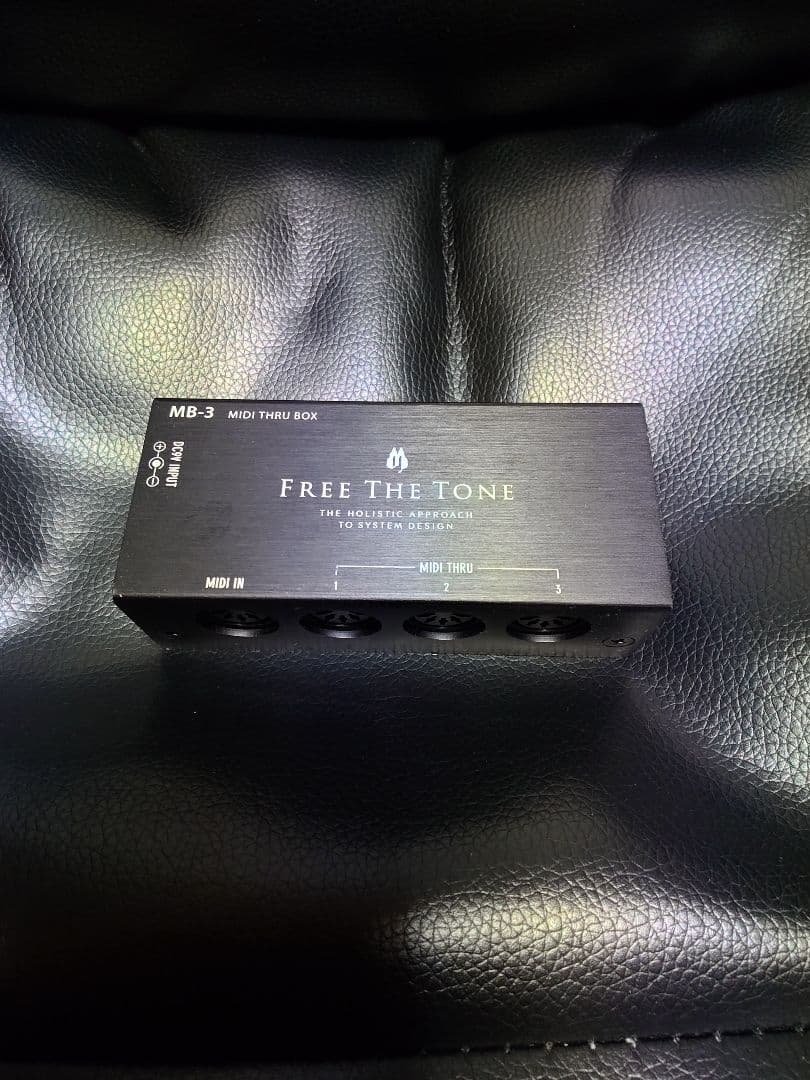 MB-3 MIDI THRU BOX
DC9V INPUT
FREE THE TONE
THE HOLISTIC APPROACH
TO SYSTEM DESIGN
MIDI THRU
MIDI IN 1 2 3